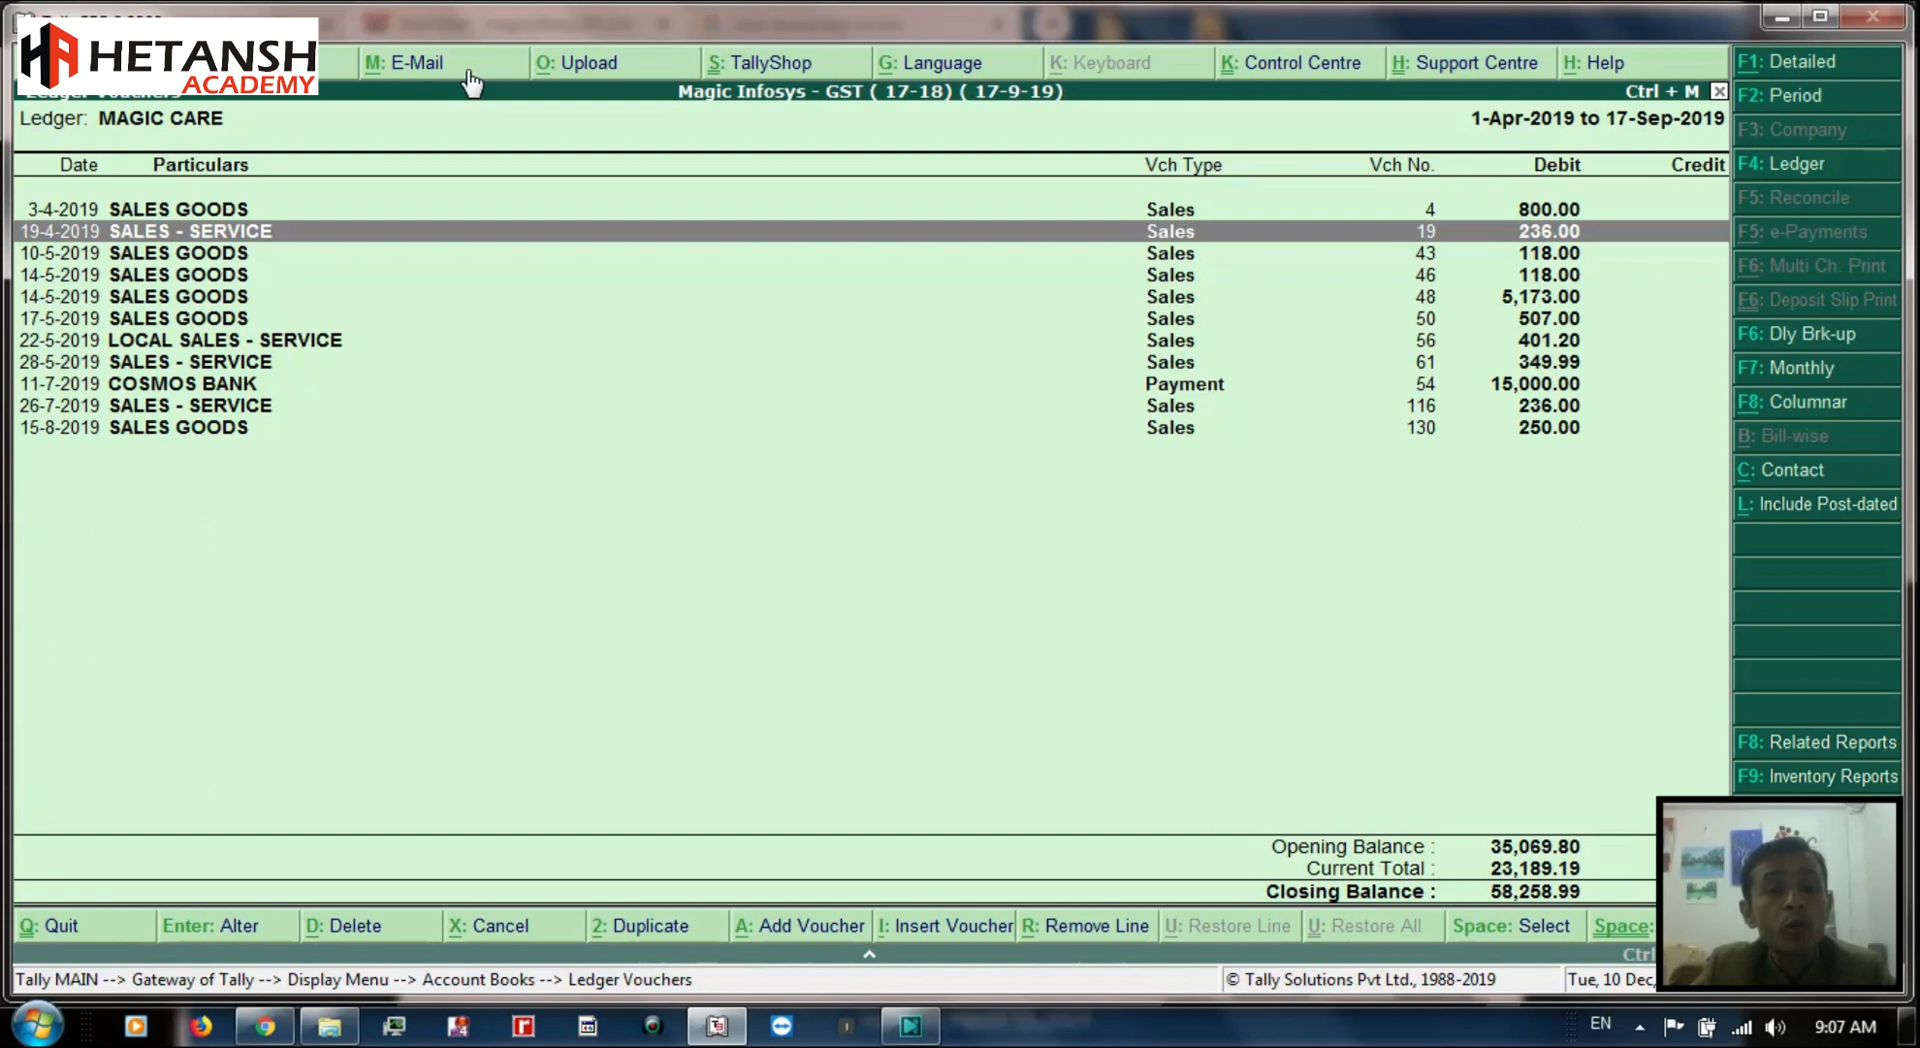 HETANSH
ACADEMY
M: E-Mail
O: Upload
S: TallyShop
G: Language
K: Keyboard
K: Control Centre
H: Support Centre
H: Help
Magic Infosys - GST ( 17-18) ( 17-9-19)
Ctrl + M
Ledger: MAGIC CARE
1-Apr-2019 to 17-Sep-2019
Date Particulars Vch Type Vch No. Debit Credit
3-4-2019 SALES GOODS Sales 4 800.00
19-4-2019 SALES - SERVICE Sales 19 236.00
10-5-2019 SALES GOODS Sales 43 118.00
14-5-2019 SALES GOODS Sales 46 118.00
14-5-2019 SALES GOODS Sales 48 5,173.00
17-5-2019 SALES GOODS Sales 50 507.00
22-5-2019 LOCAL SALES - SERVICE Sales 56 401.20
28-5-2019 SALES - SERVICE Sales 61 349.99
11-7-2019 COSMOS BANK Payment 54 15,000.00
26-7-2019 SALES - SERVICE Sales 116 236.00
15-8-2019 SALES GOODS Sales 130 250.00
Opening Balance : 35,069.80
Current Total : 23,189.19
Closing Balance : 58,258.99
F1: Detailed
F2: Period
F3: Company
F4: Ledger
F5: Reconcile
F5: e-Payments
F6: Multi Ch. Print
F6: Deposit Slip Print
F6: Dly Brk-up
F7: Monthly
F8: Columnar
B: Bill-wise
C: Contact
L: Include Post-dated
F8: Related Reports
F9: Inventory Reports
Q: Quit
Enter: Alter
D: Delete
X: Cancel
2: Duplicate
A: Add Voucher
I: Insert Voucher
R: Remove Line
U: Restore Line
U: Restore All
Space: Select
Space:
Ctrl
Tally MAIN --> Gateway of Tally --> Display Menu --> Account Books --> Ledger Vouchers
© Tally Solutions Pvt Ltd., 1988-2019
Tue, 10 Dec,
EN
9:07 AM